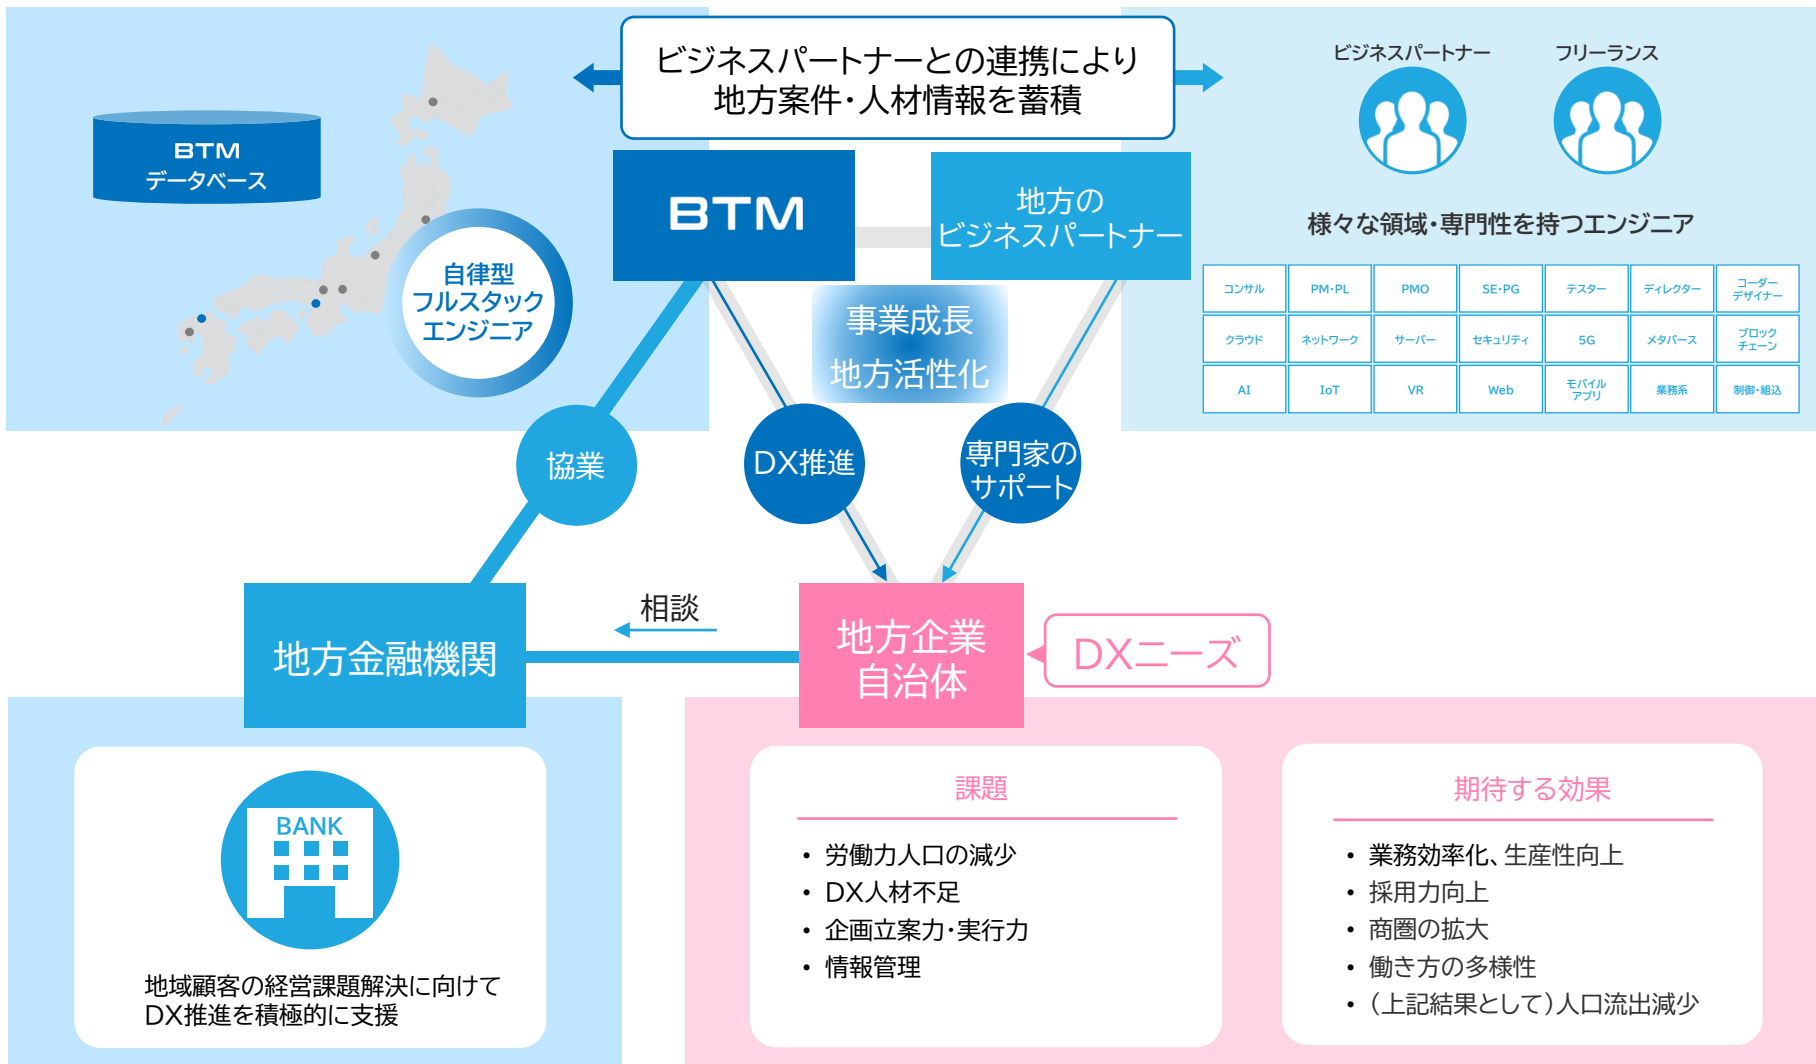 ビジネスパートナーとの連携により
地方案件・人材情報を蓄積
BTM
データベース
自律型
フルスタック
エンジニア
BTM
地方の
ビジネスパートナー
ビジネスパートナー
フリーランス
様々な領域・専門性を持つエンジニア
コンサル
PM・PL
PMO
SE・PG
テスター
ディレクター
コーダー
デザイナー
クラウド
ネットワーク
サーバー
セキュリティ
5G
メタバース
ブロック
チェーン
AI
IoT
VR
Web
モバイル
アプリ
業務系
制御・組込
事業成長
地方活性化
協業
DX推進
専門家の
サポート
地方金融機関
相談
地方企業
自治体
DXニーズ
BANK
地域顧客の経営課題解決に向けて
DX推進を積極的に支援
課題
・ 労働力人口の減少
・ DX人材不足
・ 企画立案力・実行力
・ 情報管理
期待する効果
・ 業務効率化、生産性向上
・ 採用力向上
・ 商圏の拡大
・ 働き方の多様性
・（上記結果として）人口流出減少